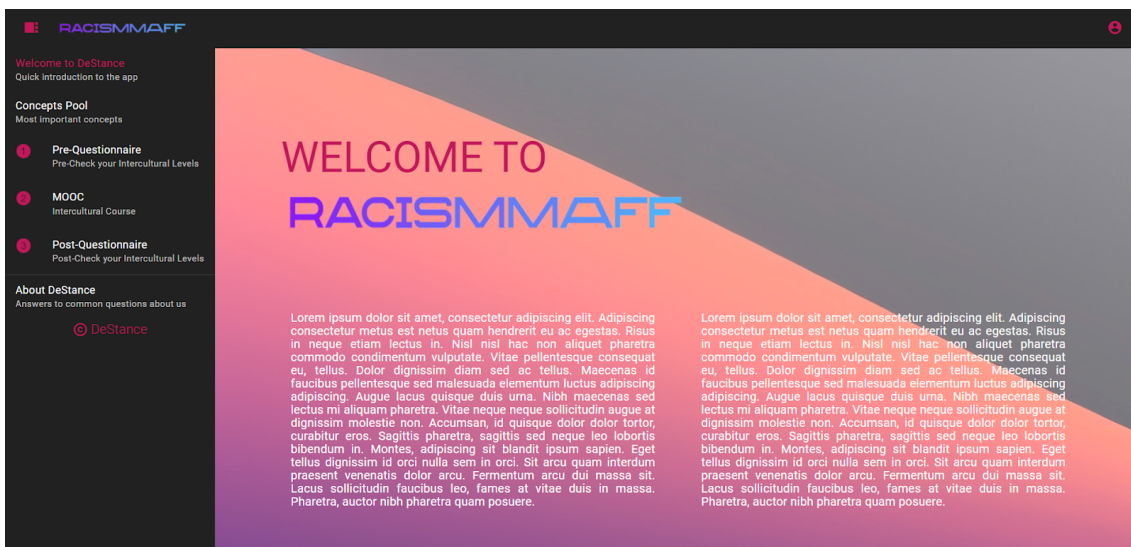 RACISMMAFF
Welcome to DeStance
Quick introduction to the app
Concepts Pool
Most important concepts
1 Pre-Questionnaire
Pre-Check your Intercultural Levels
2 MOOC
Intercultural Course
3 Post-Questionnaire
Post-Check your Intercultural Levels
About DeStance
Answers to common questions about us
© DeStance
WELCOME TO
RACISMMAFF
Lorem ipsum dolor sit amet, consectetur adipiscing elit. Adipiscing
consectetur metus est netus quam hendrerit eu ac egestas. Risus
in neque etiam lectus in. Nisl nisl hac non aliquet pharetra
commodo condimentum vulputate. Vitae pellentesque consequat
eu, tellus. Dolor dignissim diam sed ac tellus. Maecenas id
faucibus pellentesque sed malesuada elementum luctus adipiscing
adipiscing. Augue lacus quisque duis urna. Nibh maecenas sed
lectus mi aliquam pharetra. Vitae neque neque sollicitudin augue at
dignissim molestie non. Accumsan, id quisque dolor dolor tortor,
curabitur eros. Sagittis pharetra, sagittis sed neque leo lobortis
bibendum in. Montes, adipiscing sit blandit ipsum sapien. Eget
tellus dignissim id orci nulla sem in orci. Sit arcu quam interdum
praesent venenatis dolor arcu. Fermentum arcu dui massa sit.
Lacus sollicitudin faucibus leo, fames at vitae duis in massa.
Pharetra, auctor nibh pharetra quam posuere.
Lorem ipsum dolor sit amet, consectetur adipiscing elit. Adipiscing
consectetur metus est netus quam hendrerit eu ac egestas. Risus
in neque etiam lectus in. Nisl nisl hac non aliquet pharetra
commodo condimentum vulputate. Vitae pellentesque consequat
eu, tellus. Dolor dignissim diam sed ac tellus. Maecenas id
faucibus pellentesque sed malesuada elementum luctus adipiscing
adipiscing. Augue lacus quisque duis urna. Nibh maecenas sed
lectus mi aliquam pharetra. Vitae neque neque sollicitudin augue at
dignissim molestie non. Accumsan, id quisque dolor dolor tortor,
curabitur eros. Sagittis pharetra, sagittis sed neque leo lobortis
bibendum in. Montes, adipiscing sit blandit ipsum sapien. Eget
tellus dignissim id orci nulla sem in orci. Sit arcu quam interdum
praesent venenatis dolor arcu. Fermentum arcu dui massa sit.
Lacus sollicitudin faucibus leo, fames at vitae duis in massa.
Pharetra, auctor nibh pharetra quam posuere.